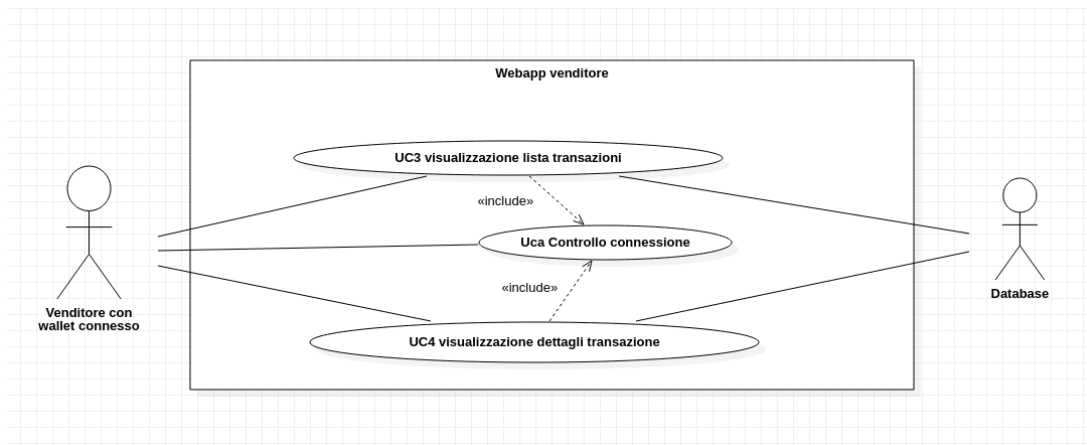 Webapp venditore
UC3 visualizzazione lista transazioni
«include»
Uca Controllo connessione
«include»
UC4 visualizzazione dettagli transazione
Venditore con
wallet connesso
Database